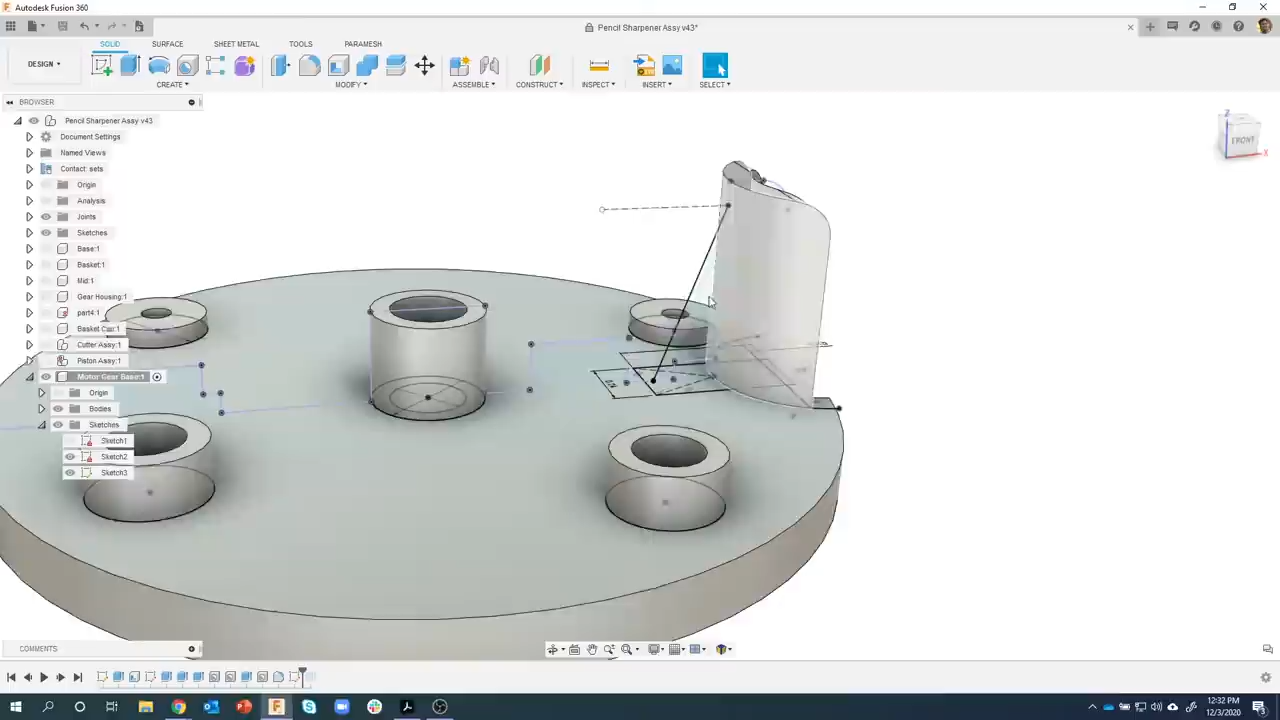 Autodesk Fusion 360
Pencil Sharpener Assy v43*
SOLID SURFACE SHEET METAL TOOLS PARAMESH
DESIGN
CREATE MODIFY ASSEMBLE CONSTRUCT INSPECT INSERT SELECT
BROWSER
Pencil Sharpener Assy v43
Document Settings
Named Views
Contact: sets
Origin
Analysis
Joints
Sketches
Base:1
Basket:1
Mid:1
Gear Housing:1
part4:1
Basket Cap:1
Cutter Assy:1
Piston Assy:1
Motor Gear Base:1
Origin
Bodies
Sketches
Sketch1
Sketch2
Sketch3
Z
FRONT
X
COMMENTS
12:32 PM
12/3/2020